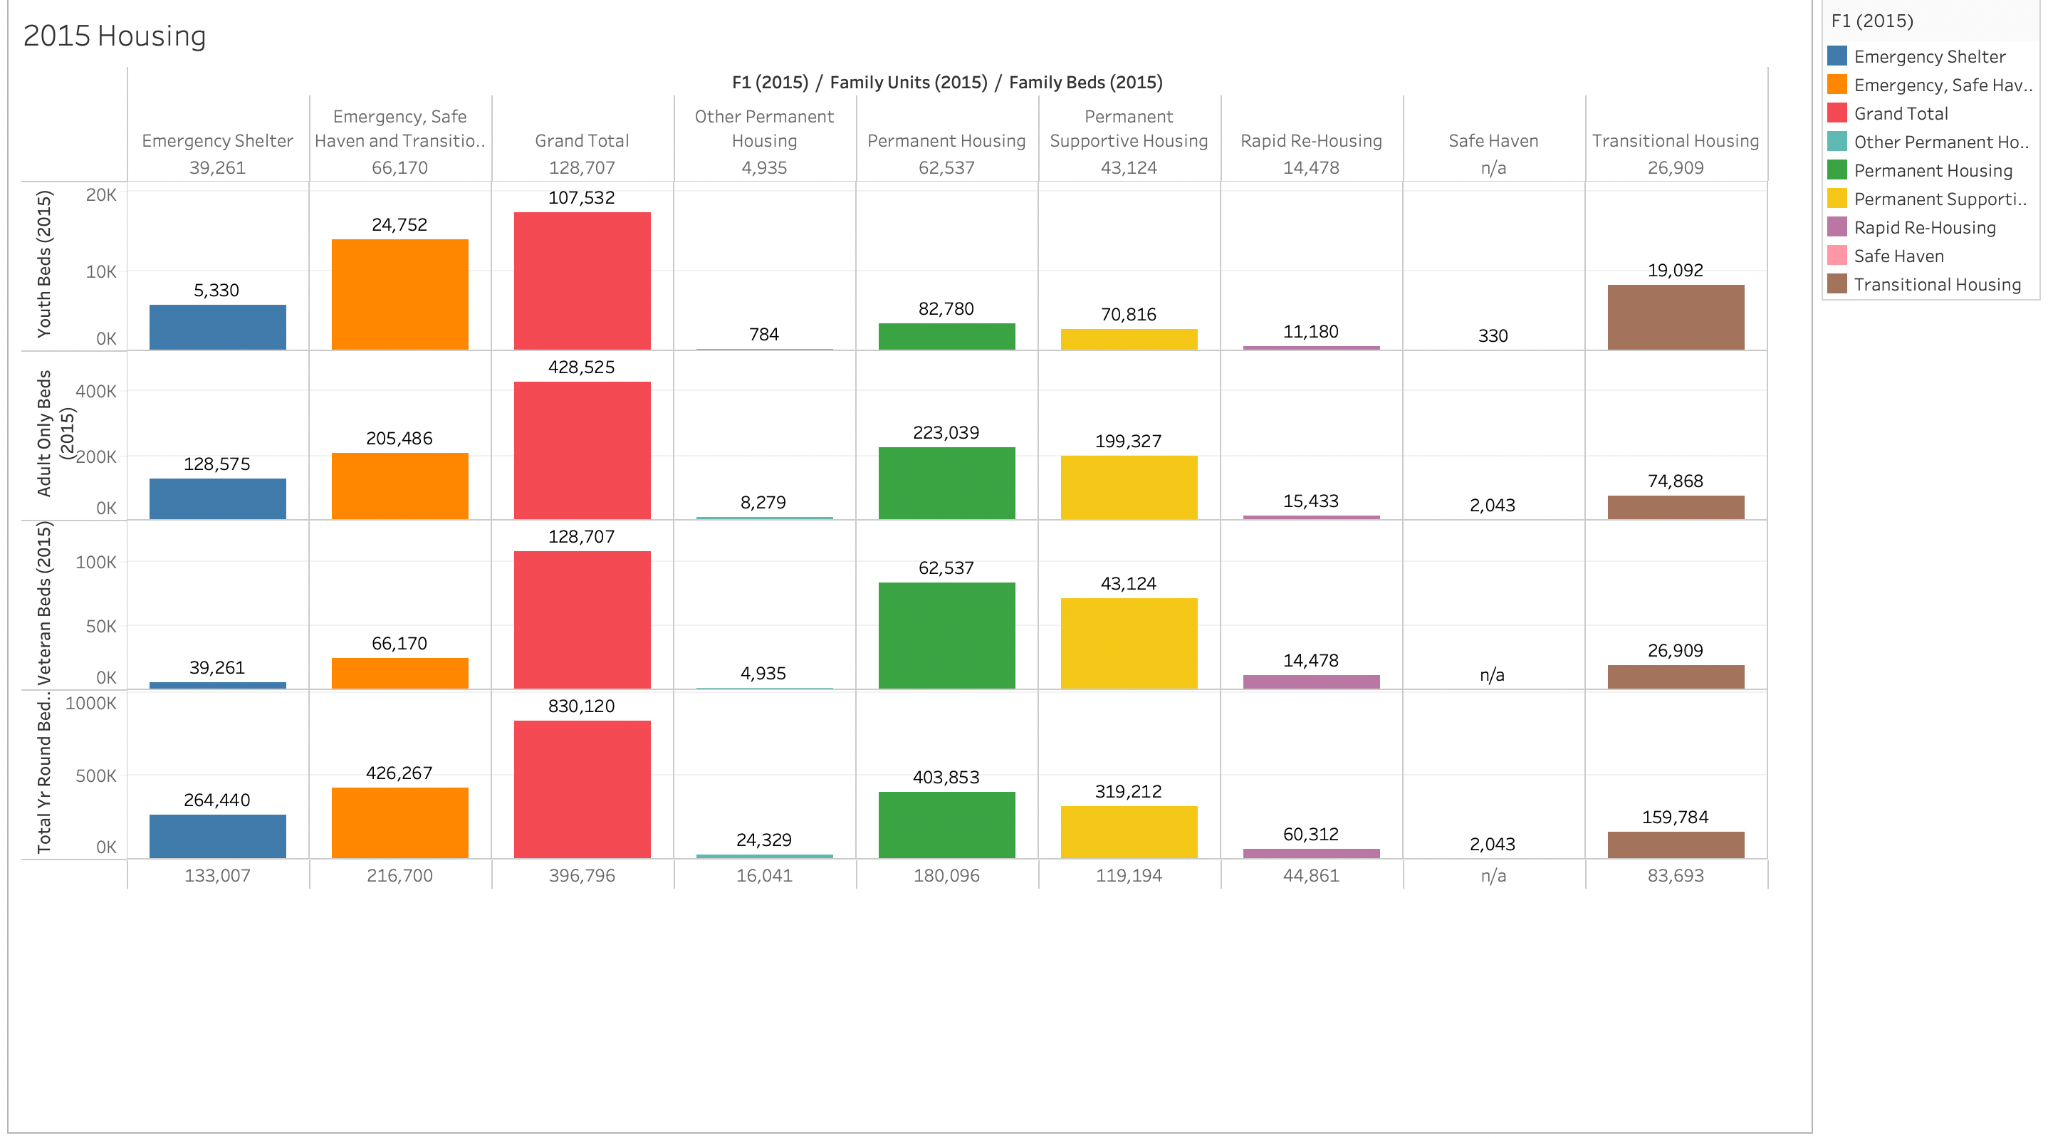 2015 Housing
F1 (2015) / Family Units (2015) / Family Beds (2015)
Emergency Shelter
39,261
Emergency, Safe
Haven and Transitio..
66,170
Grand Total
128,707
Other Permanent
Housing
4,935
Permanent Housing
62,537
Permanent
Supportive Housing
43,124
Rapid Re-Housing
14,478
Safe Haven
n/a
Transitional Housing
26,909
Youth Beds (2015)
20K
10K
0K
5,330
24,752
107,532
784
82,780
70,816
11,180
330
19,092
Adult Only Beds
(2015)
400K
200K
0K
128,575
205,486
428,525
8,279
223,039
199,327
15,433
2,043
74,868
Veteran Beds (2015)
100K
50K
0K
39,261
66,170
128,707
4,935
62,537
43,124
14,478
n/a
26,909
Total Yr Round Bed..
1000K
500K
0K
264,440
426,267
830,120
24,329
403,853
319,212
60,312
2,043
159,784
133,007
216,700
396,796
16,041
180,096
119,194
44,861
n/a
83,693
F1 (2015)
Emergency Shelter
Emergency, Safe Hav..
Grand Total
Other Permanent Ho..
Permanent Housing
Permanent Supporti..
Rapid Re-Housing
Safe Haven
Transitional Housing